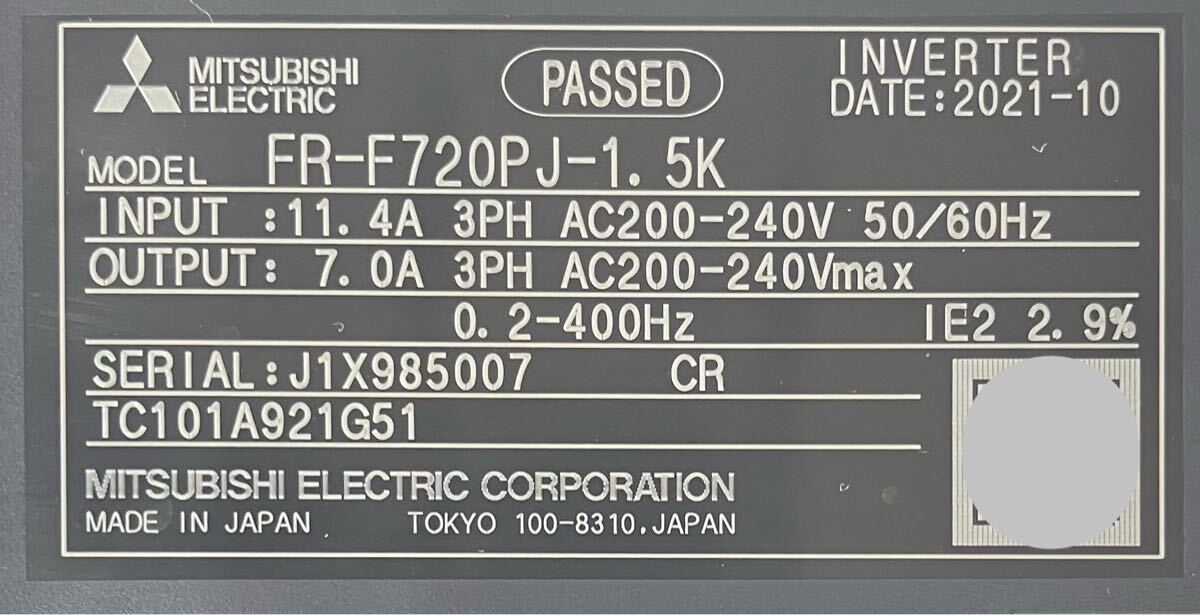 MITSUBISHI
ELECTRIC
PASSED
INVERTER
DATE:2021-10
MODEL FR-F720PJ-1.5K
INPUT :11.4A 3PH AC200-240V 50/60Hz
OUTPUT: 7.0A 3PH AC200-240Vmax
0.2-400Hz IE2 2.9%
SERIAL:J1X985007 CR
TC101A921G51
MITSUBISHI ELECTRIC CORPORATION
MADE IN JAPAN TOKYO 100-8310,JAPAN